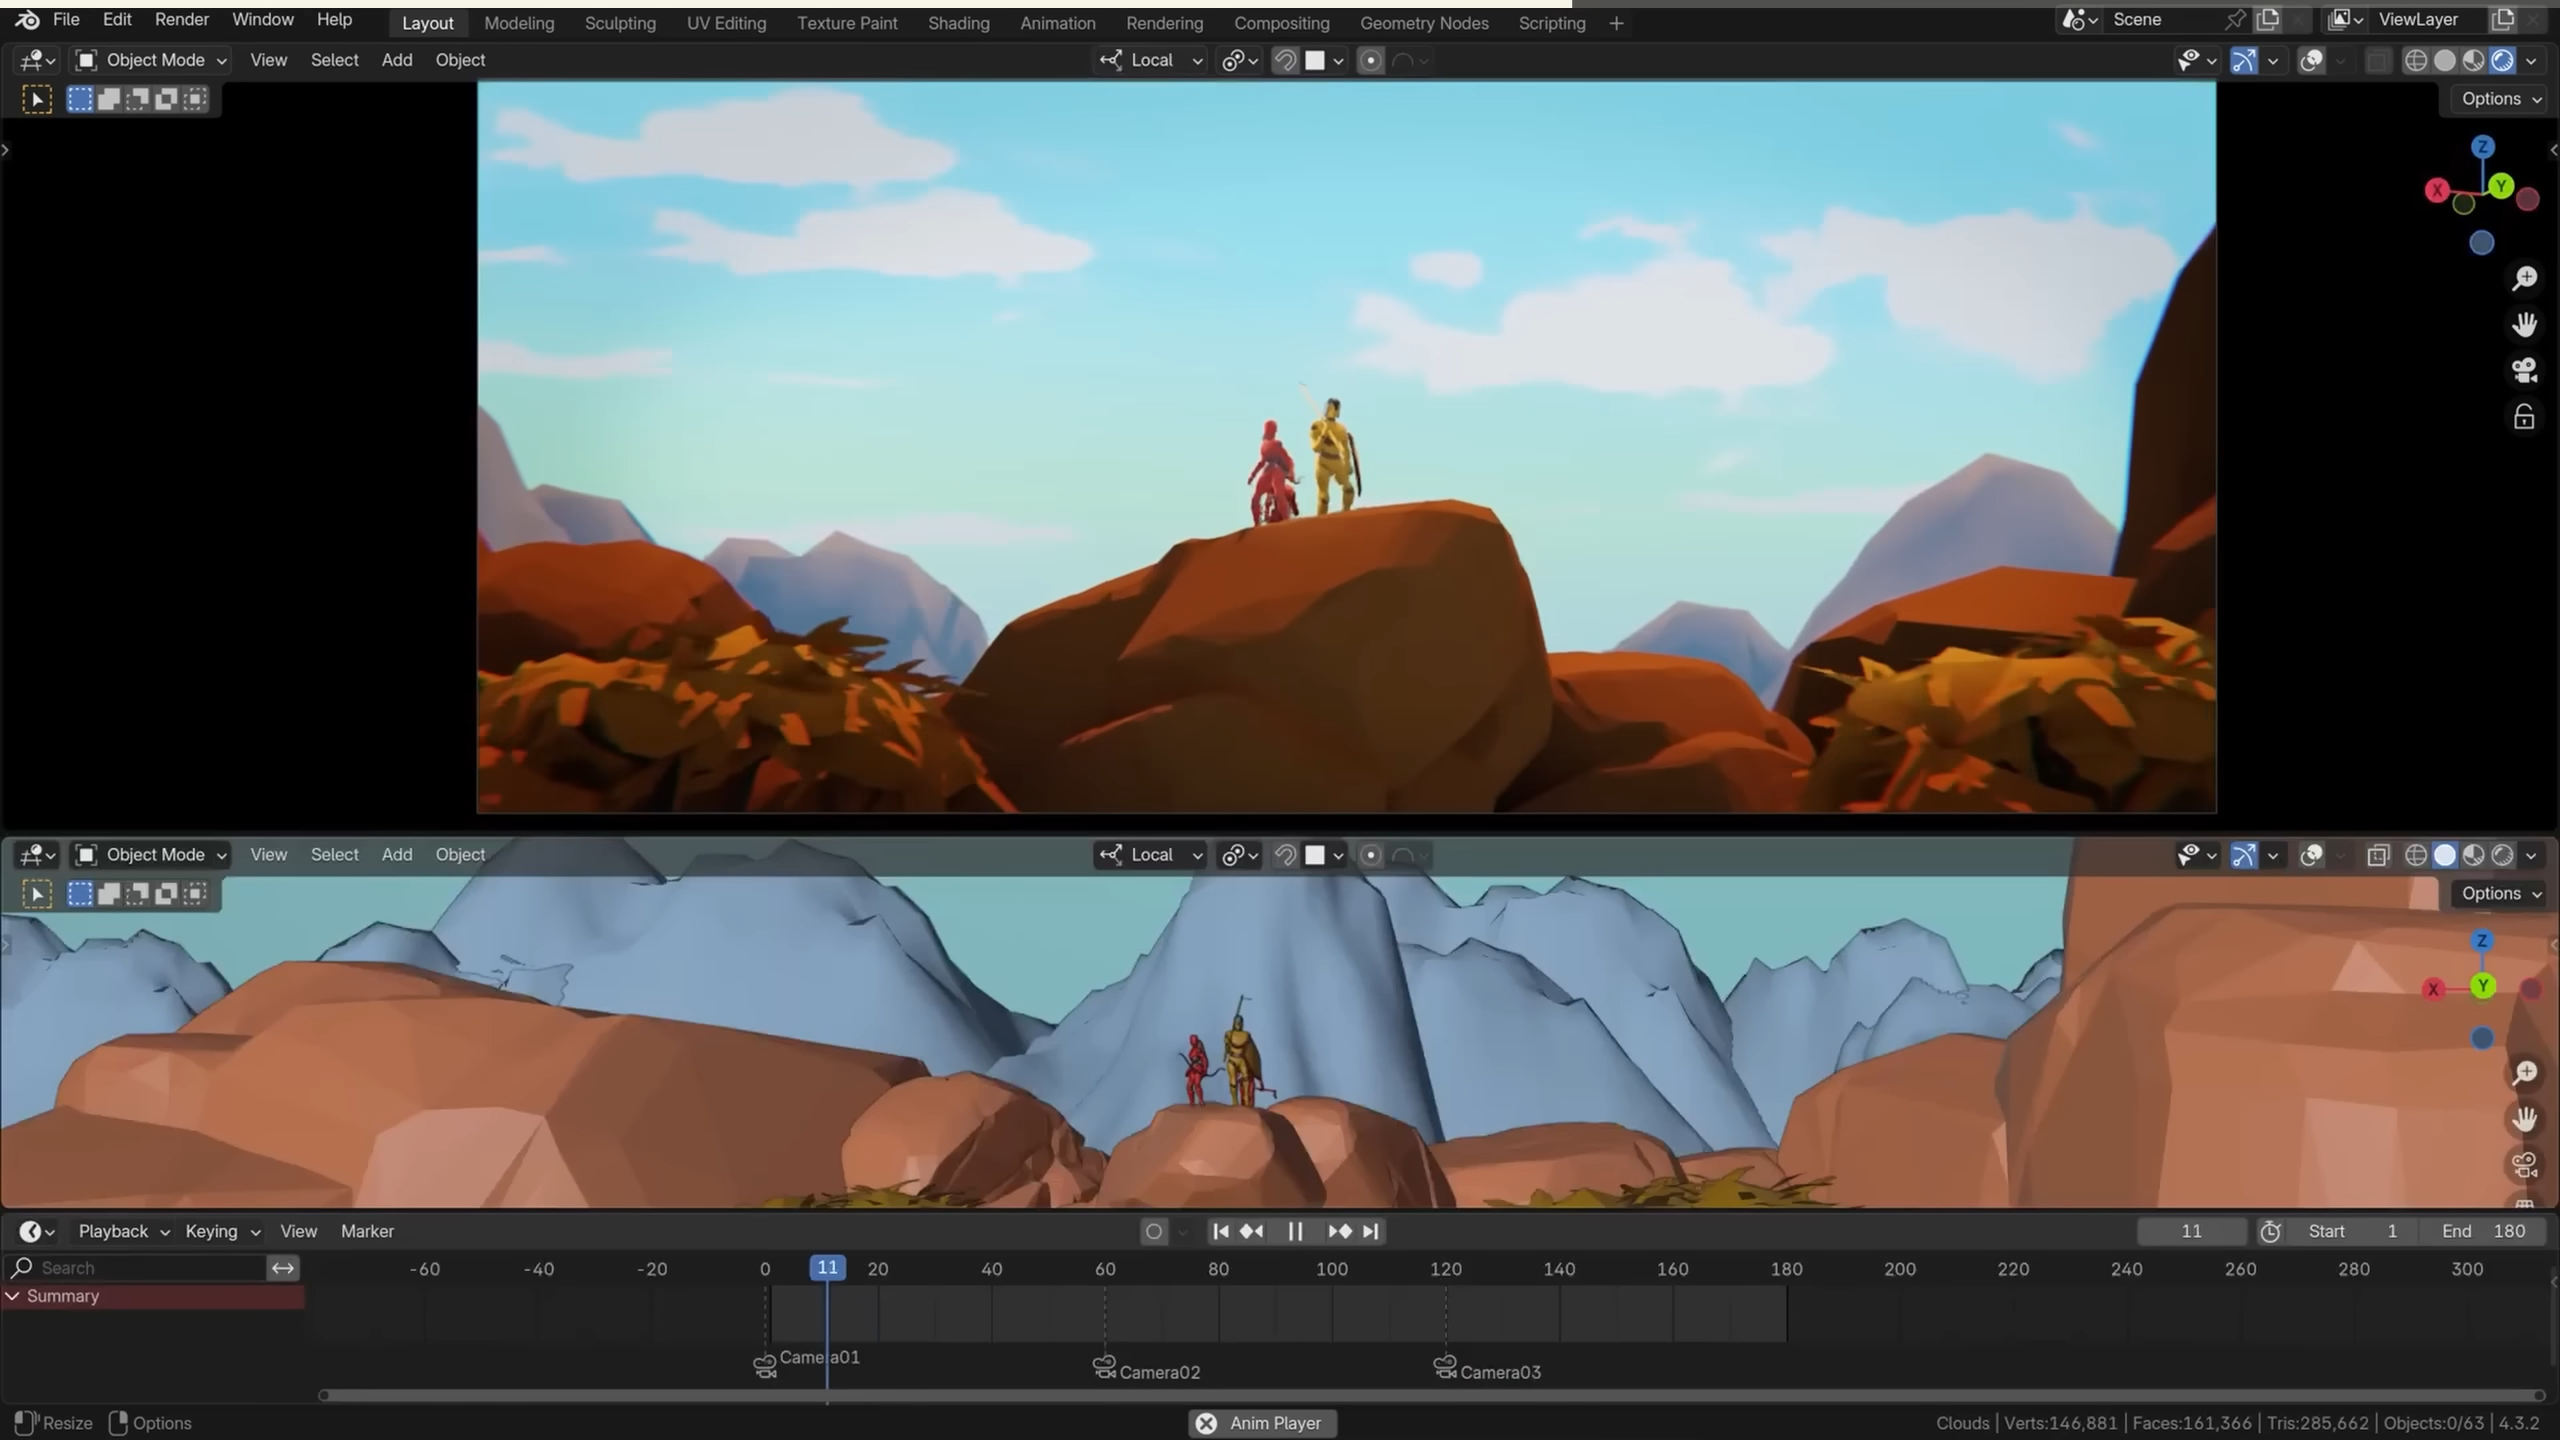 File Edit Render Window Help Layout Modeling Sculpting UV Editing Texture Paint Shading Animation Rendering Compositing Geometry Nodes Scripting + Scene ViewLayer
Object Mode View Select Add Object Local
Options
Z
X Y
Object Mode View Select Add Object Local
Options
Z
X Y
Playback Keying View Marker 11 Start 1 End 180
Search -60 -40 -20 0 11 20 40 60 80 100 120 140 160 180 200 220 240 260 280 300
Summary
Camera01 Camera02 Camera03
Resize Options Anim Player Clouds | Verts:146,881 | Faces:161,366 | Tris:285,662 | Objects:0/63 | 4.3.2